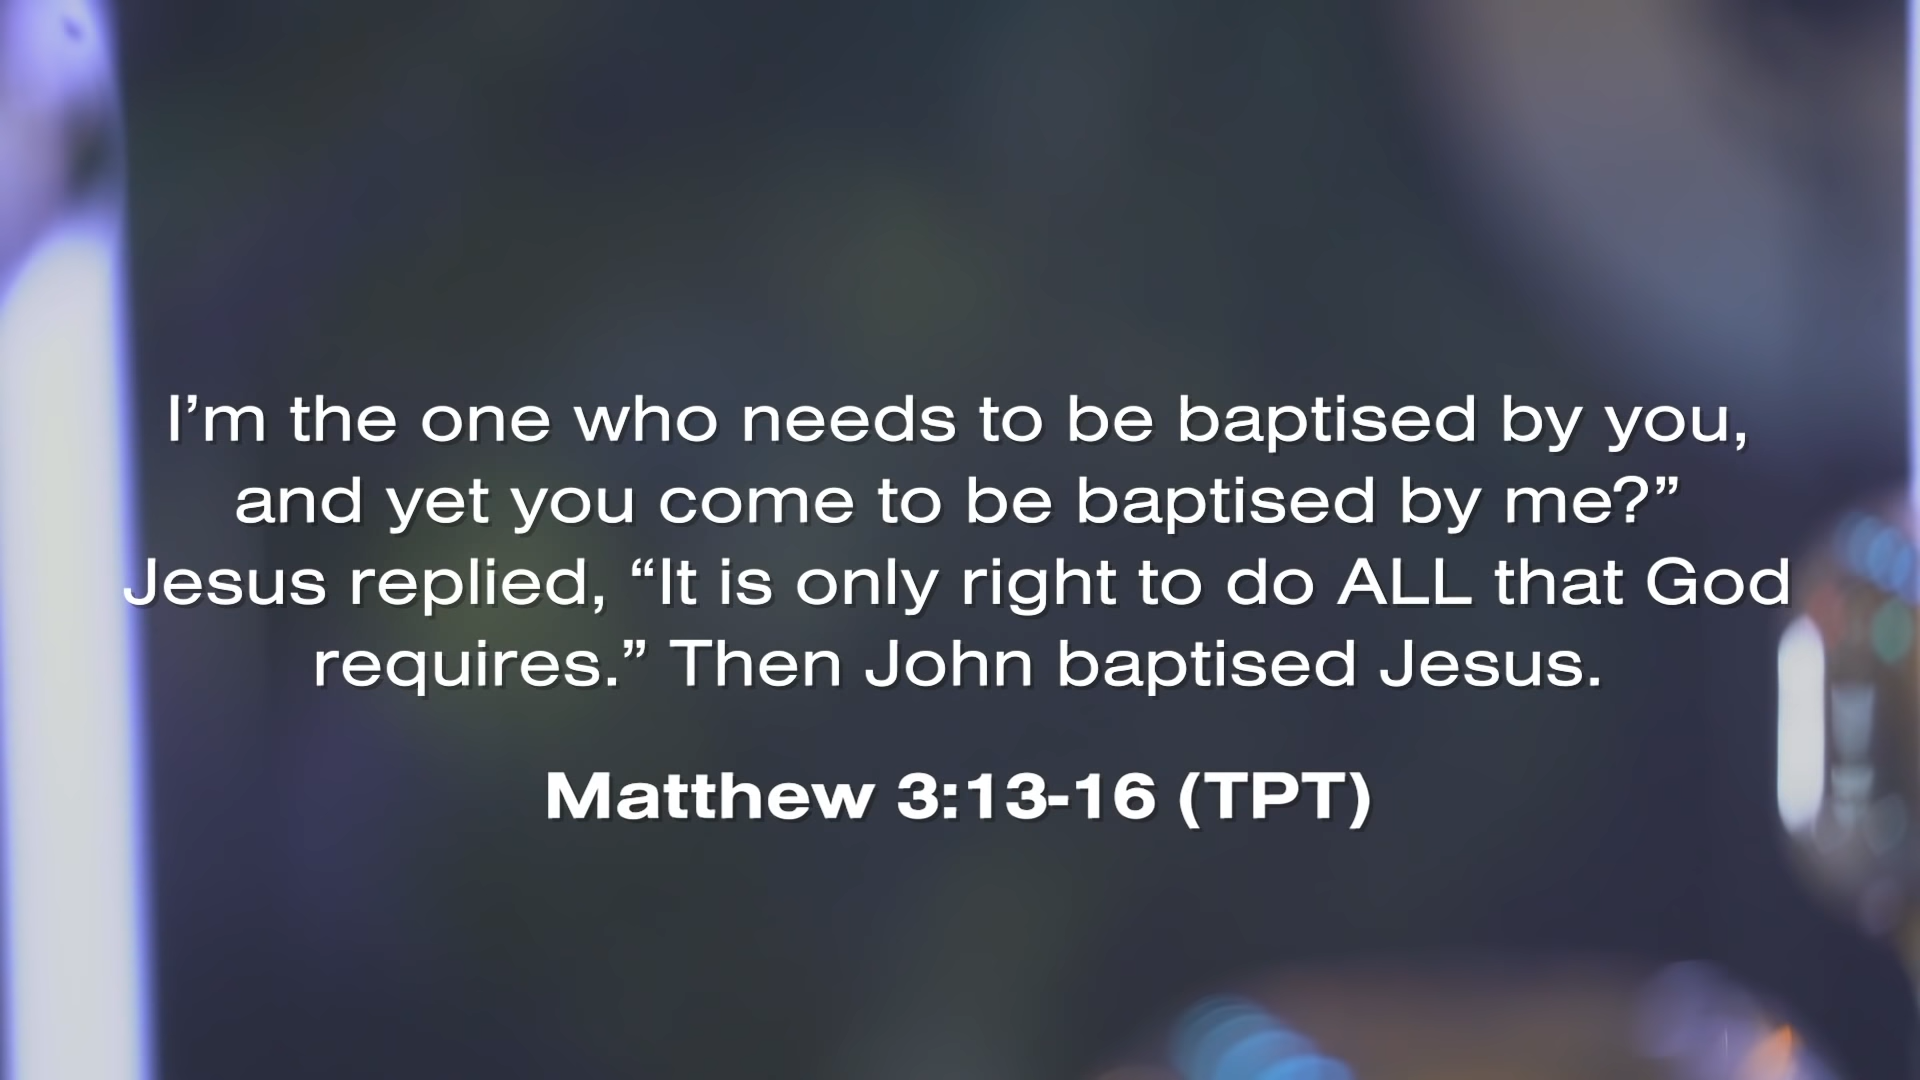 I’m the one who needs to be baptised by you,
and yet you come to be baptised by me?”
Jesus replied, “It is only right to do ALL that God
requires.” Then John baptised Jesus.
Matthew 3:13-16 (TPT)